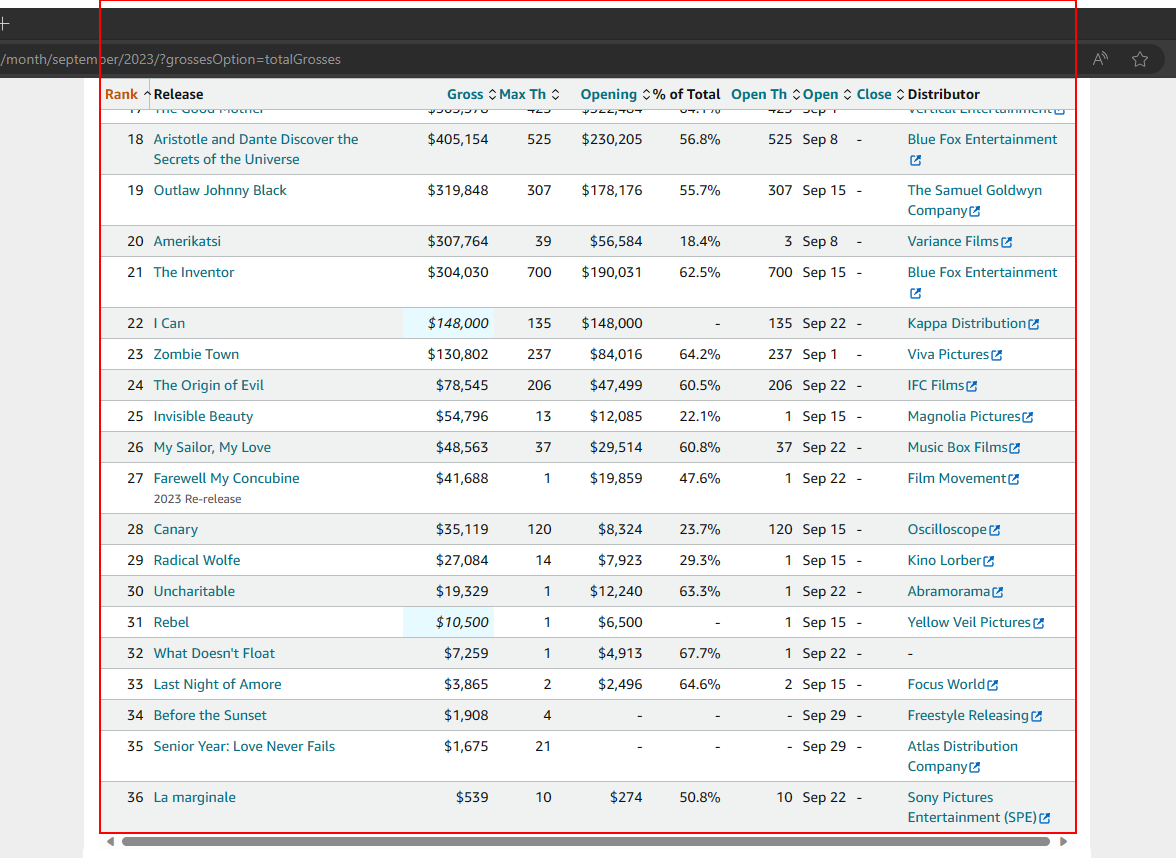 /month/september/2023/?grossesOption=totalGrosses
Rank Release Gross Max Th Opening % of Total Open Th Open Close Distributor
17 The Good Mother 425 64.1% 425 Sep 1 - Vertical Entertainment
18 Aristotle and Dante Discover the $405,154 525 $230,205 56.8% 525 Sep 8 - Blue Fox Entertainment
Secrets of the Universe
19 Outlaw Johnny Black $319,848 307 $178,176 55.7% 307 Sep 15 - The Samuel Goldwyn
Company
20 Amerikatsi $307,764 39 $56,584 18.4% 3 Sep 8 - Variance Films
21 The Inventor $304,030 700 $190,031 62.5% 700 Sep 15 - Blue Fox Entertainment
22 I Can $148,000 135 $148,000 - 135 Sep 22 - Kappa Distribution
23 Zombie Town $130,802 237 $84,016 64.2% 237 Sep 1 - Viva Pictures
24 The Origin of Evil $78,545 206 $47,499 60.5% 206 Sep 22 - IFC Films
25 Invisible Beauty $54,796 13 $12,085 22.1% 1 Sep 15 - Magnolia Pictures
26 My Sailor, My Love $48,563 37 $29,514 60.8% 37 Sep 22 - Music Box Films
27 Farewell My Concubine $41,688 1 $19,859 47.6% 1 Sep 22 - Film Movement
2023 Re-release
28 Canary $35,119 120 $8,324 23.7% 120 Sep 15 - Oscilloscope
29 Radical Wolfe $27,084 14 $7,923 29.3% 1 Sep 15 - Kino Lorber
30 Uncharitable $19,329 1 $12,240 63.3% 1 Sep 22 - Abramorama
31 Rebel $10,500 1 $6,500 - 1 Sep 15 - Yellow Veil Pictures
32 What Doesn't Float $7,259 1 $4,913 67.7% 1 Sep 22 - -
33 Last Night of Amore $3,865 2 $2,496 64.6% 2 Sep 15 - Focus World
34 Before the Sunset $1,908 4 - - - Sep 29 - Freestyle Releasing
35 Senior Year: Love Never Fails $1,675 21 - - - Sep 29 - Atlas Distribution
Company
36 La marginale $539 10 $274 50.8% 10 Sep 22 - Sony Pictures
Entertainment (SPE)